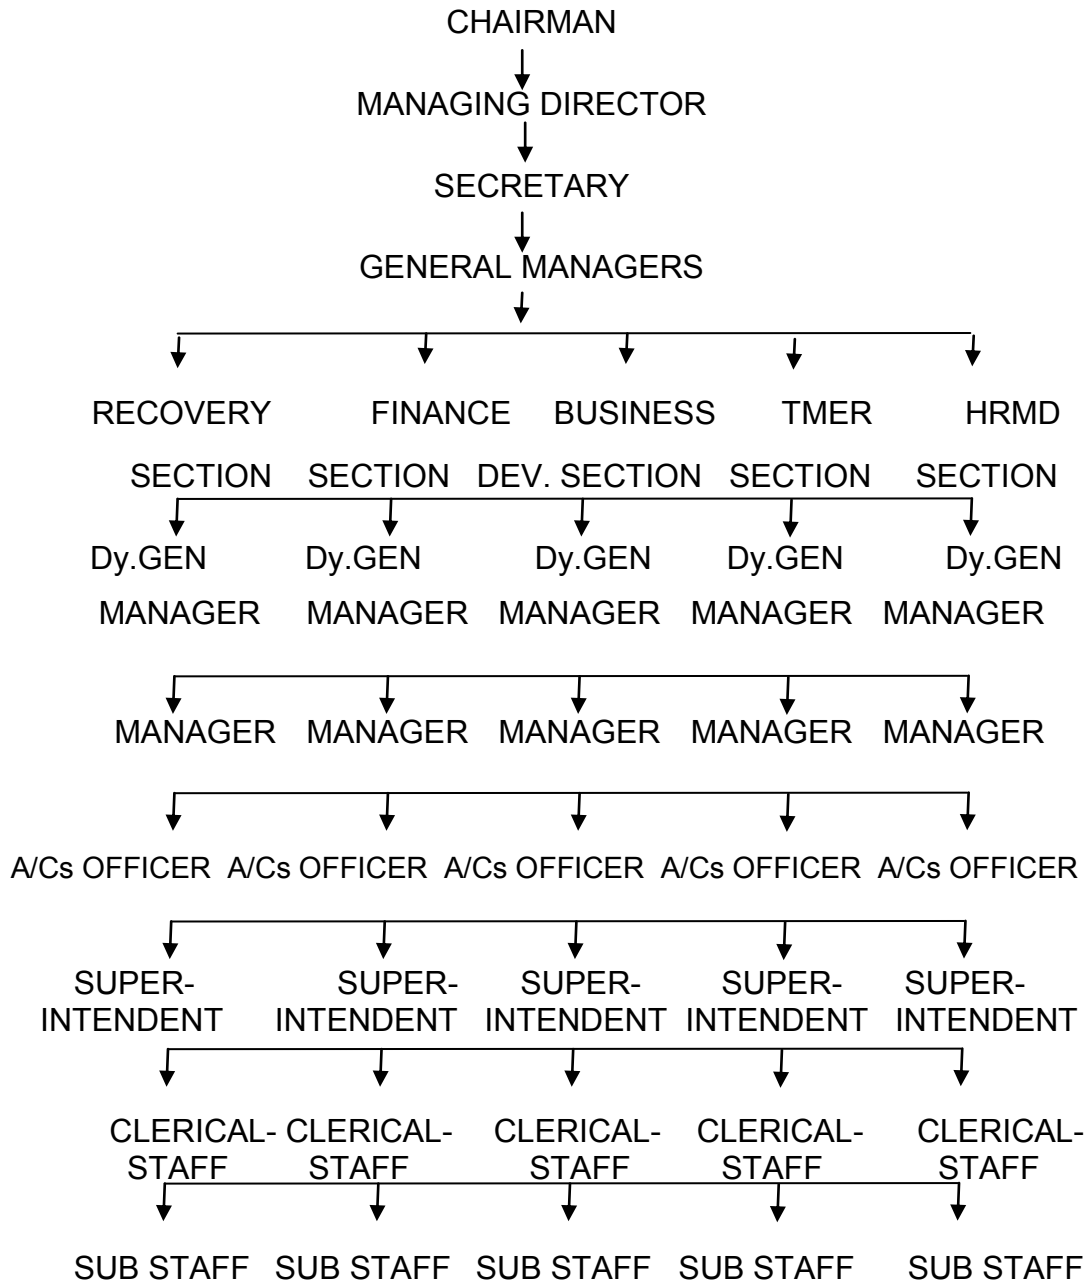 CHAIRMAN
MANAGING DIRECTOR
SECRETARY
GENERAL MANAGERS
RECOVERY FINANCE BUSINESS TMER HRMD
SECTION SECTION DEV. SECTION SECTION SECTION
Dy.GEN Dy.GEN Dy.GEN Dy.GEN Dy.GEN
MANAGER MANAGER MANAGER MANAGER MANAGER
MANAGER MANAGER MANAGER MANAGER MANAGER
A/Cs OFFICER A/Cs OFFICER A/Cs OFFICER A/Cs OFFICER A/Cs OFFICER
SUPER- SUPER- SUPER- SUPER- SUPER-
INTENDENT INTENDENT INTENDENT INTENDENT INTENDENT
CLERICAL- CLERICAL- CLERICAL- CLERICAL- CLERICAL-
STAFF STAFF STAFF STAFF STAFF
SUB STAFF SUB STAFF SUB STAFF SUB STAFF SUB STAFF